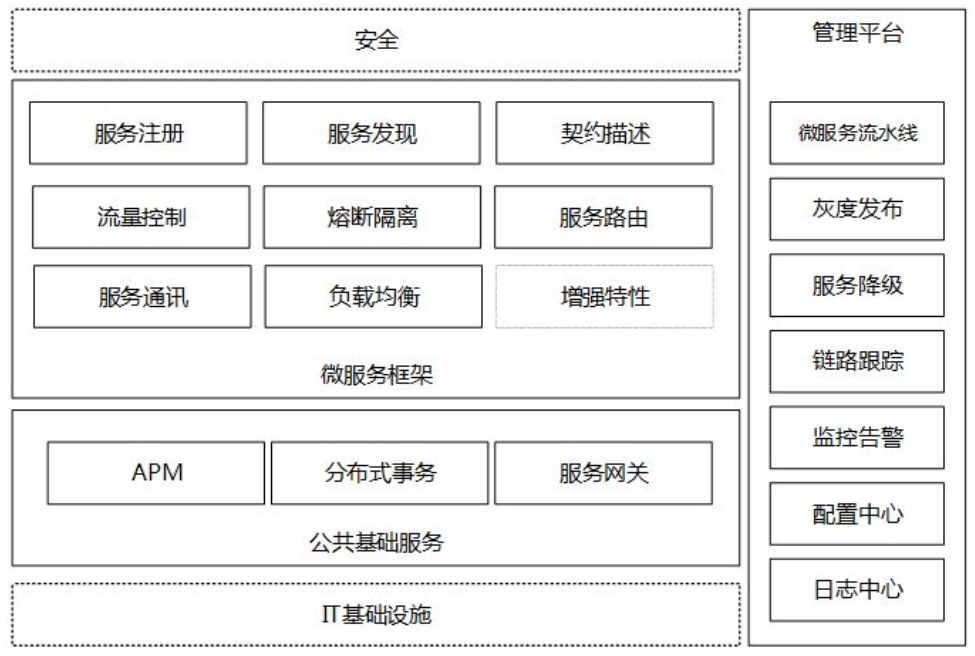 安全
服务注册
服务发现
契约描述
流量控制
熔断隔离
服务路由
服务通讯
负载均衡
增强特性
微服务框架
APM
分布式事务
服务网关
公共基础服务
IT基础设施
管理平台
微服务流水线
灰度发布
服务降级
链路跟踪
监控告警
配置中心
日志中心